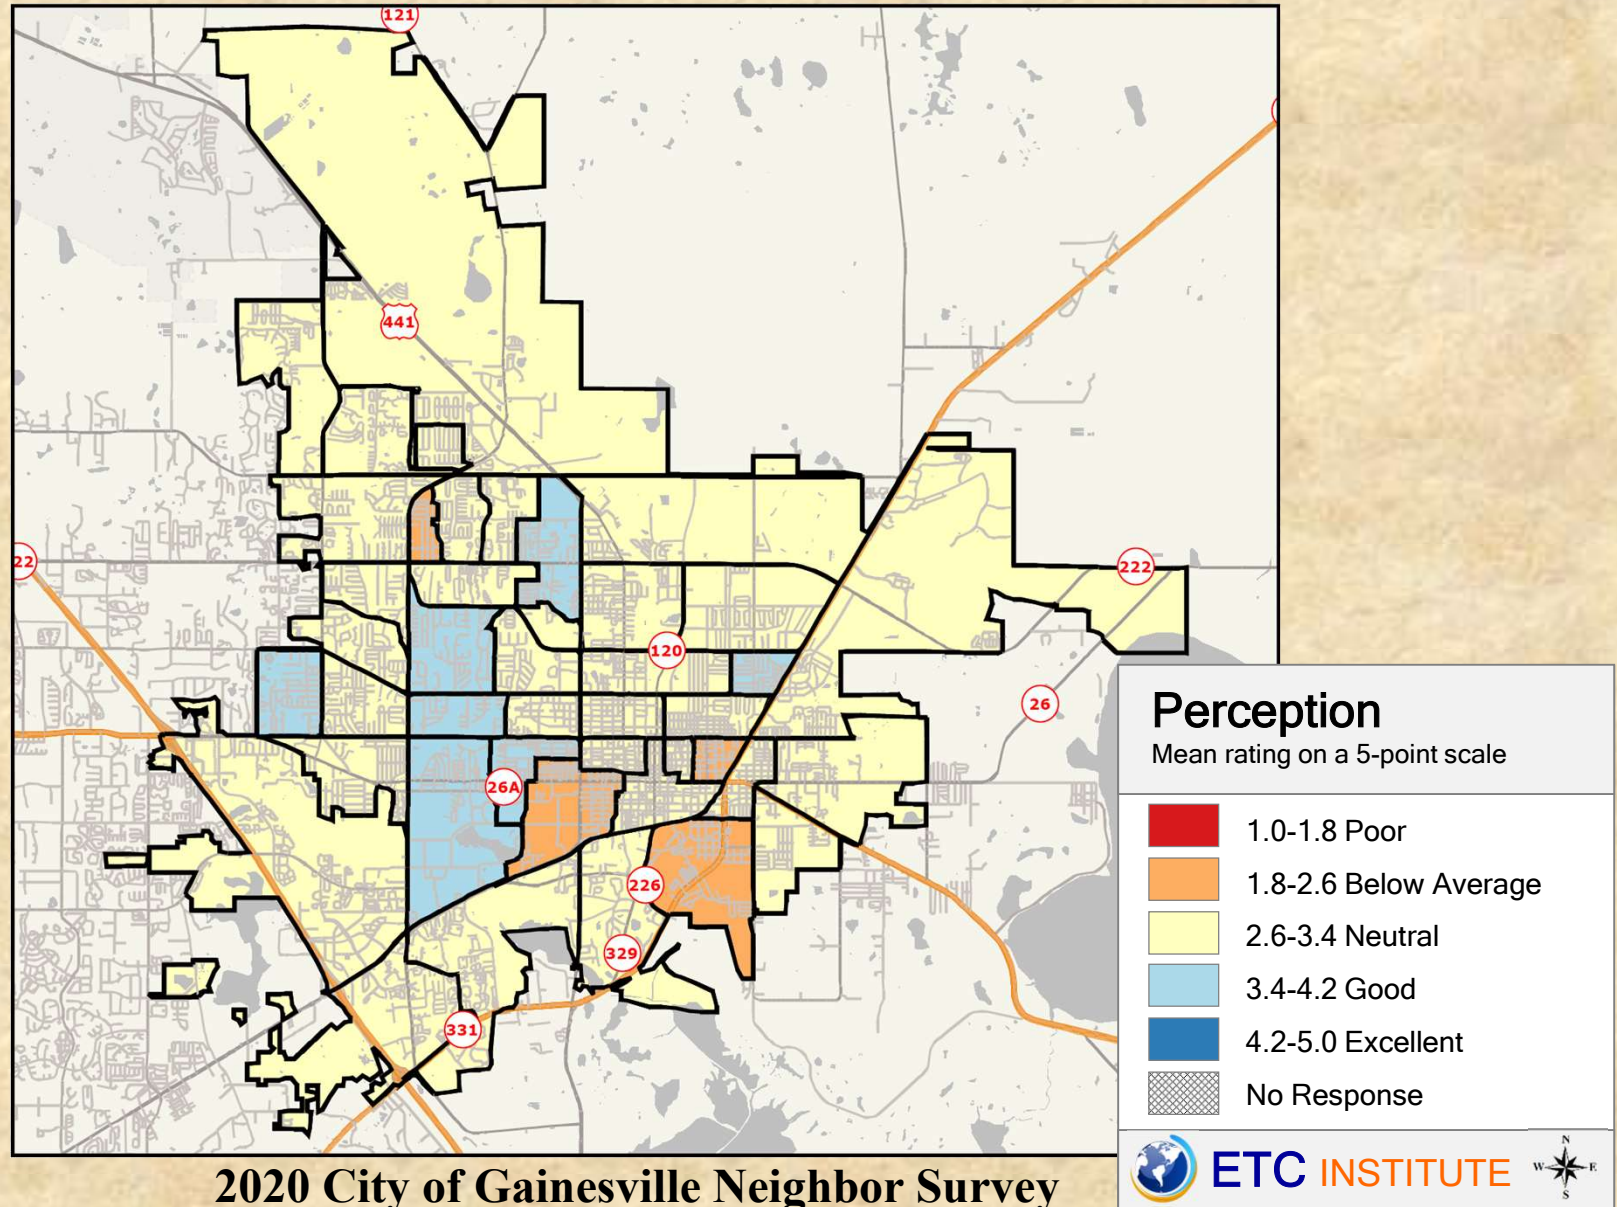 121
441
22
222
120
26
26A
226
329
331
Perception
Mean rating on a 5-point scale
1.0-1.8 Poor
1.8-2.6 Below Average
2.6-3.4 Neutral
3.4-4.2 Good
4.2-5.0 Excellent
No Response
ETC INSTITUTE
N
W E
S
2020 City of Gainesville Neighbor Survey